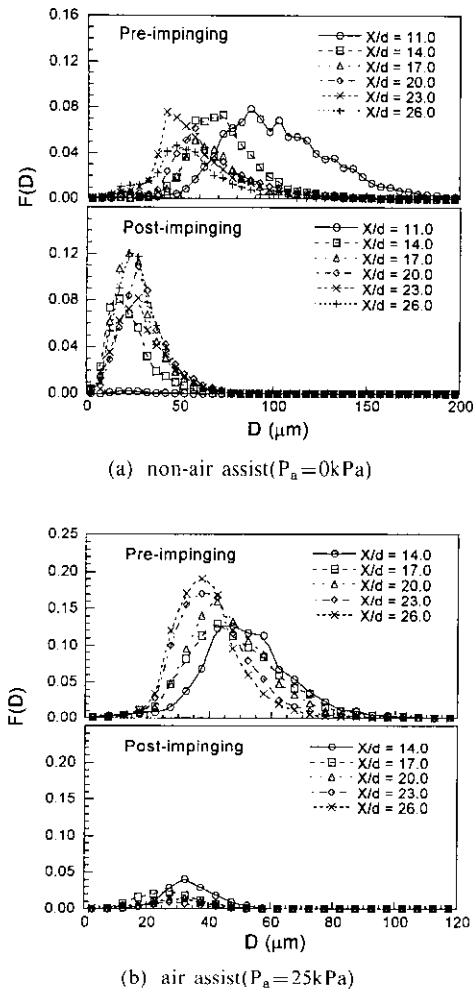 0.16
0.12
0.08
0.04
0.00
F(D)
Pre-impinging
X/d = 11.0
X/d = 14.0
X/d = 17.0
X/d = 20.0
X/d = 23.0
X/d = 26.0
Post-impinging
X/d = 11.0
X/d = 14.0
X/d = 17.0
X/d = 20.0
X/d = 23.0
X/d = 26.0
0.12
0.08
0.04
0.00
0 50 100 150 200
D (μm)
(a) non-air assist(Pa=0kPa)
0.25
0.20
0.15
0.10
0.05
0.00
F(D)
Pre-impinging
X/d = 14.0
X/d = 17.0
X/d = 20.0
X/d = 23.0
X/d = 26.0
Post-impinging
X/d = 14.0
X/d = 17.0
X/d = 20.0
X/d = 23.0
X/d = 26.0
0.20
0.15
0.10
0.05
0.00
0 20 40 60 80 100 120
D (μm)
(b) air assist(Pa=25kPa)